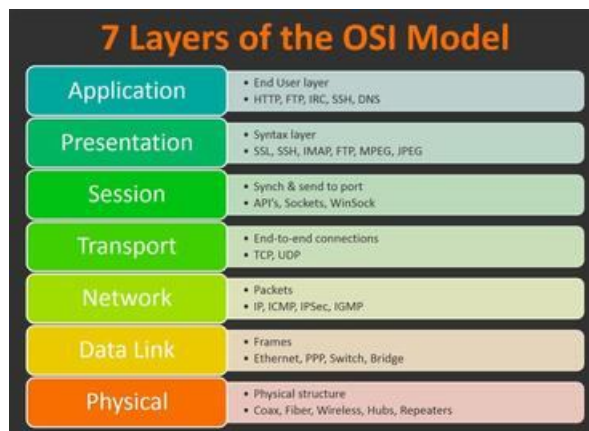 7 Layers of the OSI Model
Application
• End User layer
• HTTP, FTP, IRC, SSH, DNS
Presentation
• Syntax layer
• SSL, SSH, IMAP, FTP, MPEG, JPEG
Session
• Synch & send to port
• API's, Sockets, WinSock
Transport
• End-to-end connections
• TCP, UDP
Network
• Packets
• IP, ICMP, IPSec, IGMP
Data Link
• Frames
• Ethernet, PPP, Switch, Bridge
Physical
• Physical structure
• Coax, Fiber, Wireless, Hubs, Repeaters